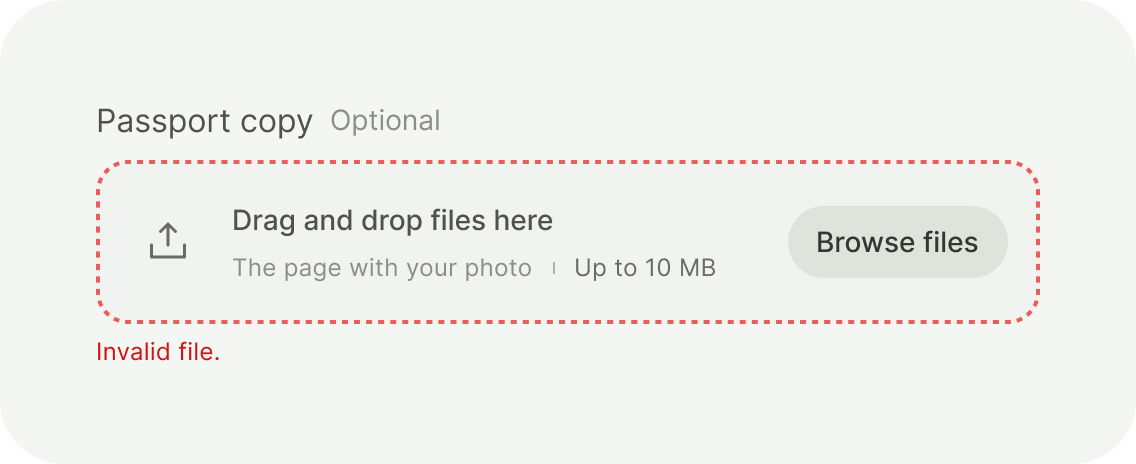 Passport copy Optional
Drag and drop files here
The page with your photo Up to 10 MB
Browse files
Invalid file.